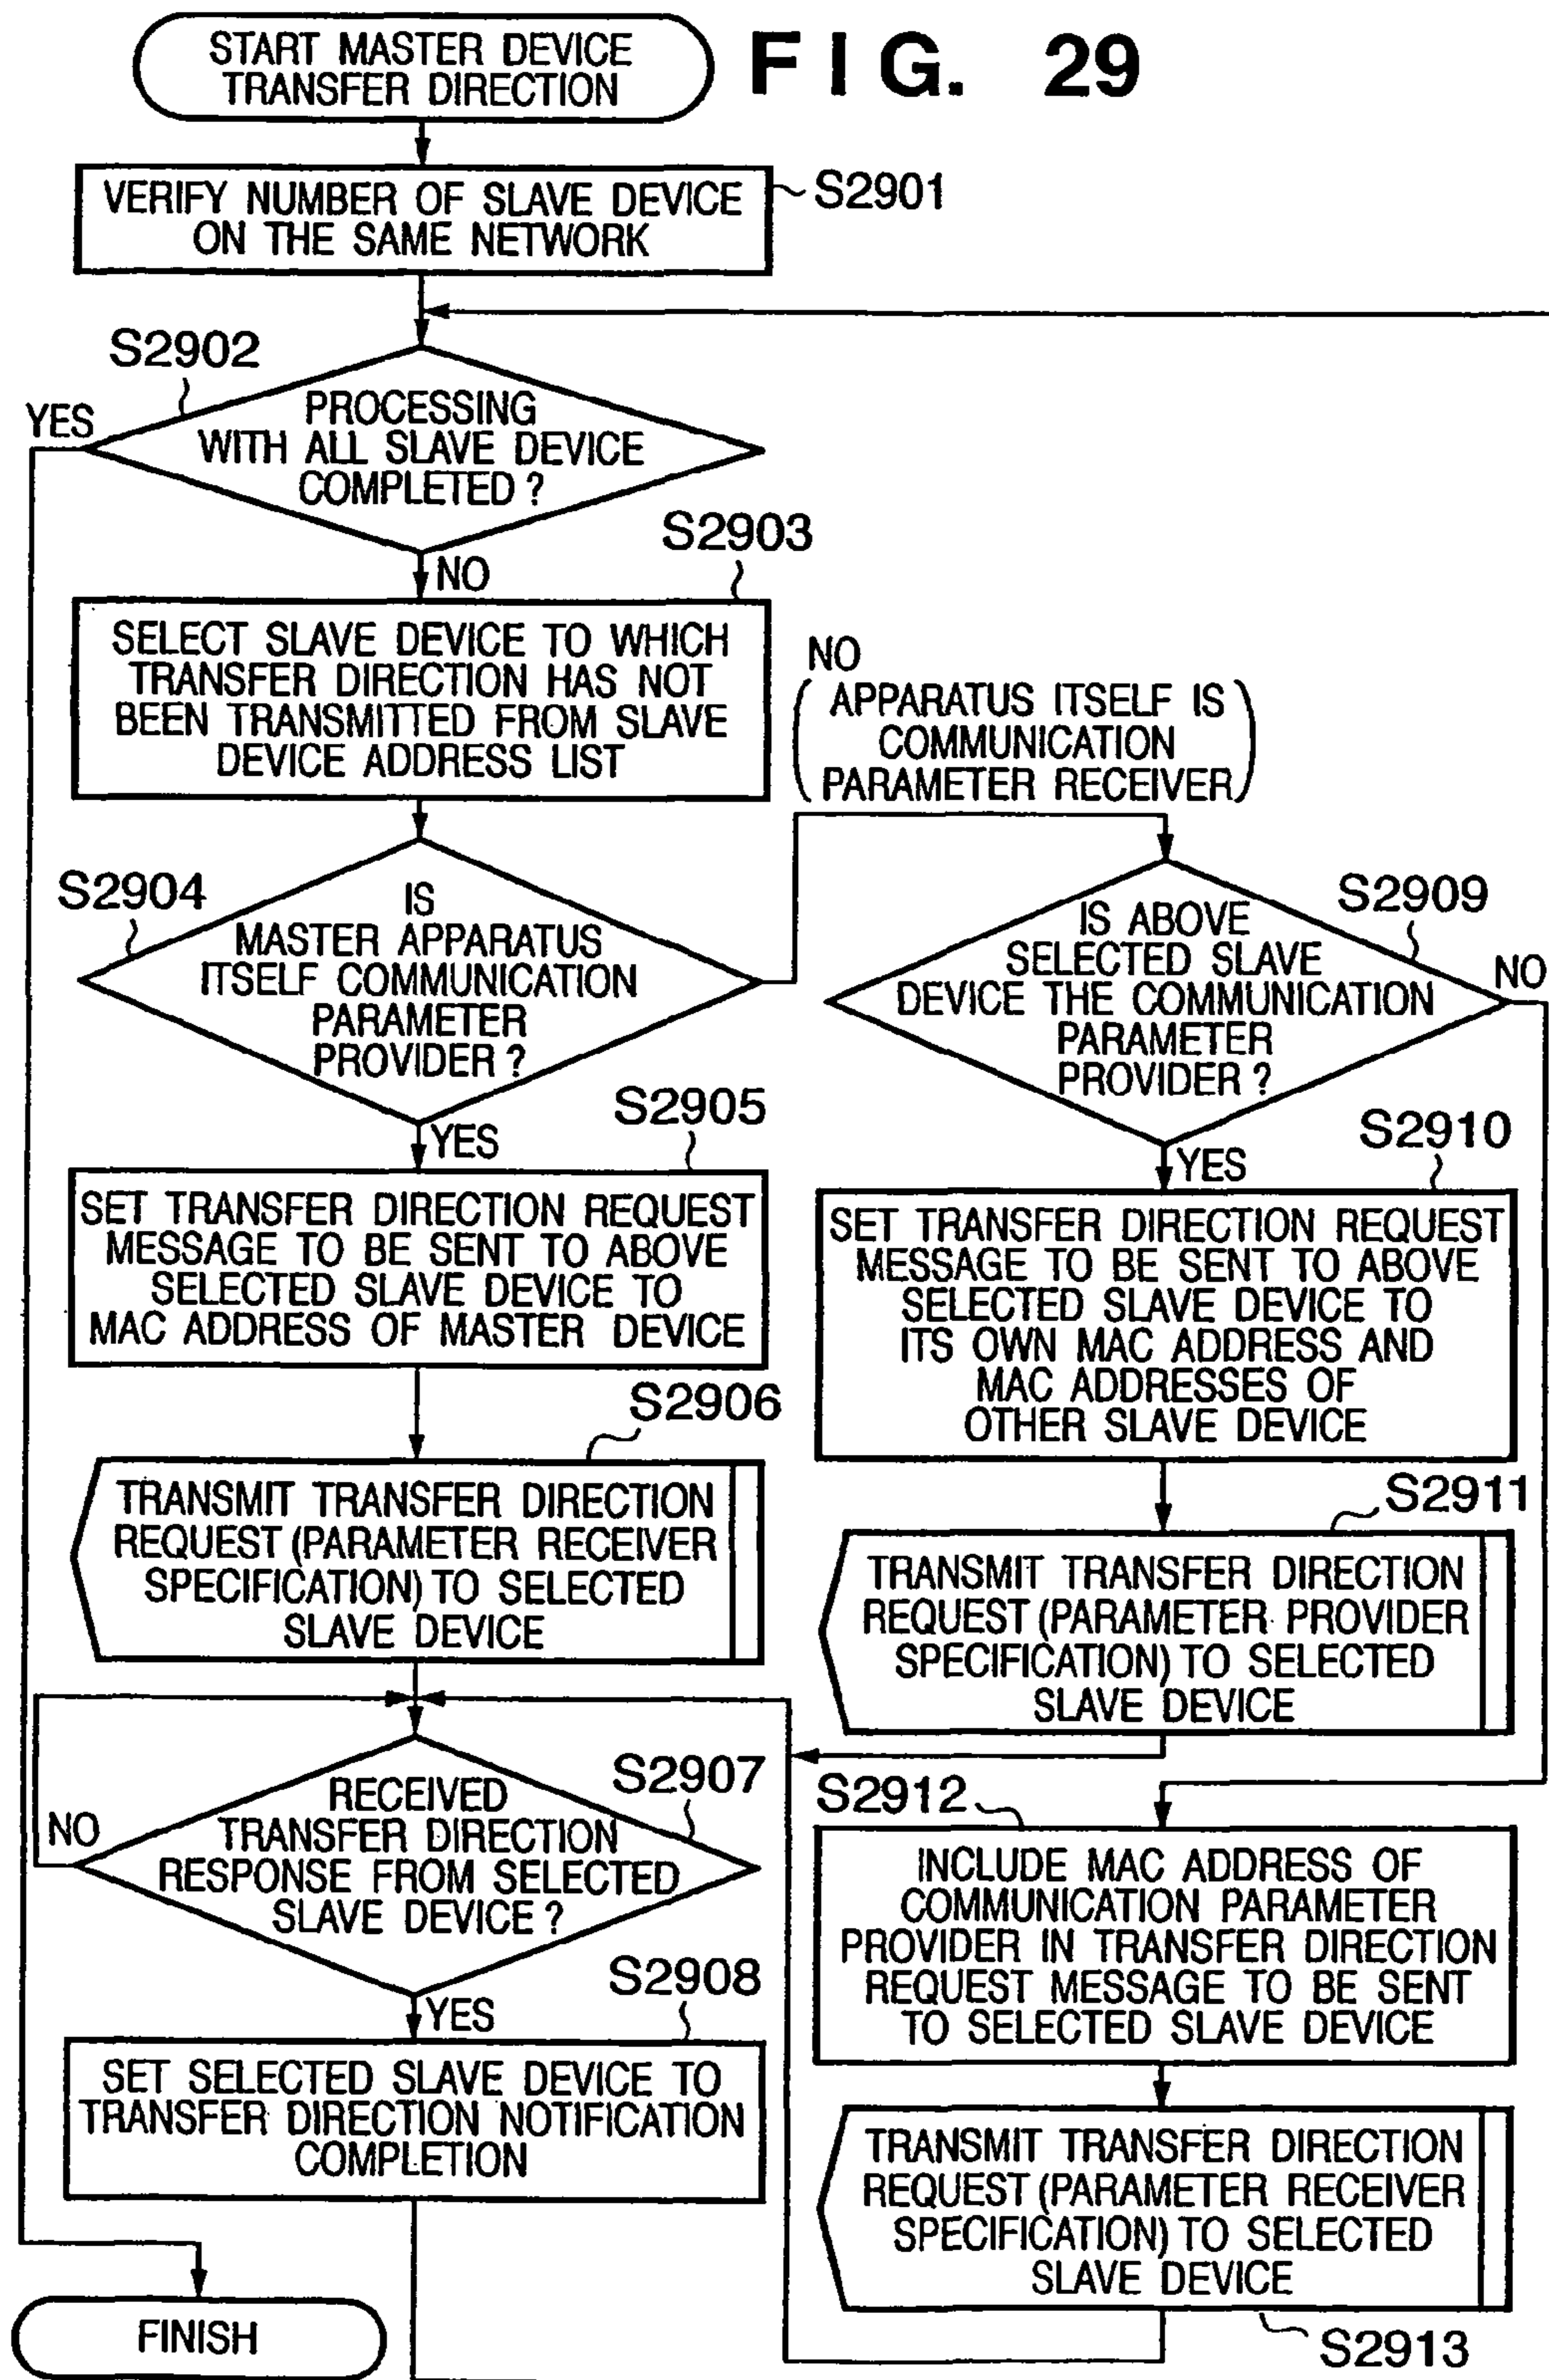 START MASTER DEVICE
TRANSFER DIRECTION
FIG. 29
VERIFY NUMBER OF SLAVE DEVICE
ON THE SAME NETWORK
S2901
S2902
YES
PROCESSING
WITH ALL SLAVE DEVICE
COMPLETED ?
NO
S2903
SELECT SLAVE DEVICE TO WHICH
TRANSFER DIRECTION HAS NOT
BEEN TRANSMITTED FROM SLAVE
DEVICE ADDRESS LIST
NO
( APPARATUS ITSELF IS
COMMUNICATION
PARAMETER RECEIVER )
S2904
IS
MASTER APPARATUS
ITSELF COMMUNICATION
PARAMETER
PROVIDER ?
YES
S2909
IS ABOVE
SELECTED SLAVE
DEVICE THE COMMUNICATION
PARAMETER
PROVIDER ?
NO
YES
S2905
SET TRANSFER DIRECTION REQUEST
MESSAGE TO BE SENT TO ABOVE
SELECTED SLAVE DEVICE TO
MAC ADDRESS OF MASTER DEVICE
S2910
SET TRANSFER DIRECTION REQUEST
MESSAGE TO BE SENT TO ABOVE
SELECTED SLAVE DEVICE TO
ITS OWN MAC ADDRESS AND
MAC ADDRESSES OF
OTHER SLAVE DEVICE
S2906
TRANSMIT TRANSFER DIRECTION
REQUEST (PARAMETER RECEIVER
SPECIFICATION) TO SELECTED
SLAVE DEVICE
S2911
TRANSMIT TRANSFER DIRECTION
REQUEST (PARAMETER PROVIDER
SPECIFICATION) TO SELECTED
SLAVE DEVICE
S2907
RECEIVED
TRANSFER DIRECTION
RESPONSE FROM SELECTED
SLAVE DEVICE ?
NO
YES
S2908
SET SELECTED SLAVE DEVICE TO
TRANSFER DIRECTION NOTIFICATION
COMPLETION
S2912
INCLUDE MAC ADDRESS OF
COMMUNICATION PARAMETER
PROVIDER IN TRANSFER DIRECTION
REQUEST MESSAGE TO BE SENT
TO SELECTED SLAVE DEVICE
TRANSMIT TRANSFER DIRECTION
REQUEST (PARAMETER RECEIVER
SPECIFICATION) TO SELECTED
SLAVE DEVICE
S2913
FINISH